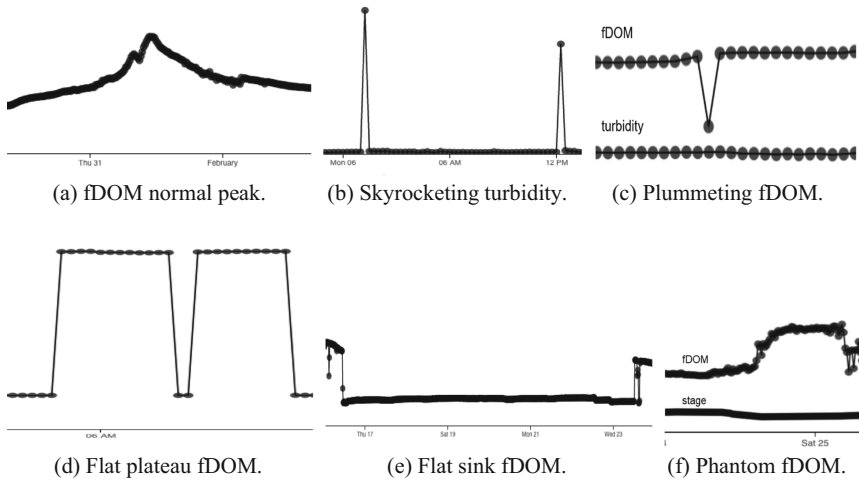 fDOM
turbidity
Thu 31 February
Mon 06 06 AM 12 PM
(a) fDOM normal peak. (b) Skyrocketing turbidity. (c) Plummeting fDOM.
fDOM
stage
06 AM
Thu 17 Sat 19 Mon 21 Wed 23
4 Sat 25
(d) Flat plateau fDOM. (e) Flat sink fDOM. (f) Phantom fDOM.